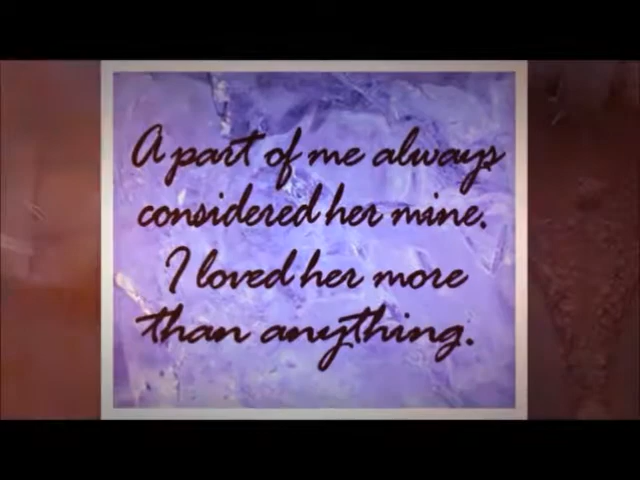 A part of me always
considered her mine.
I loved her more
than anything.